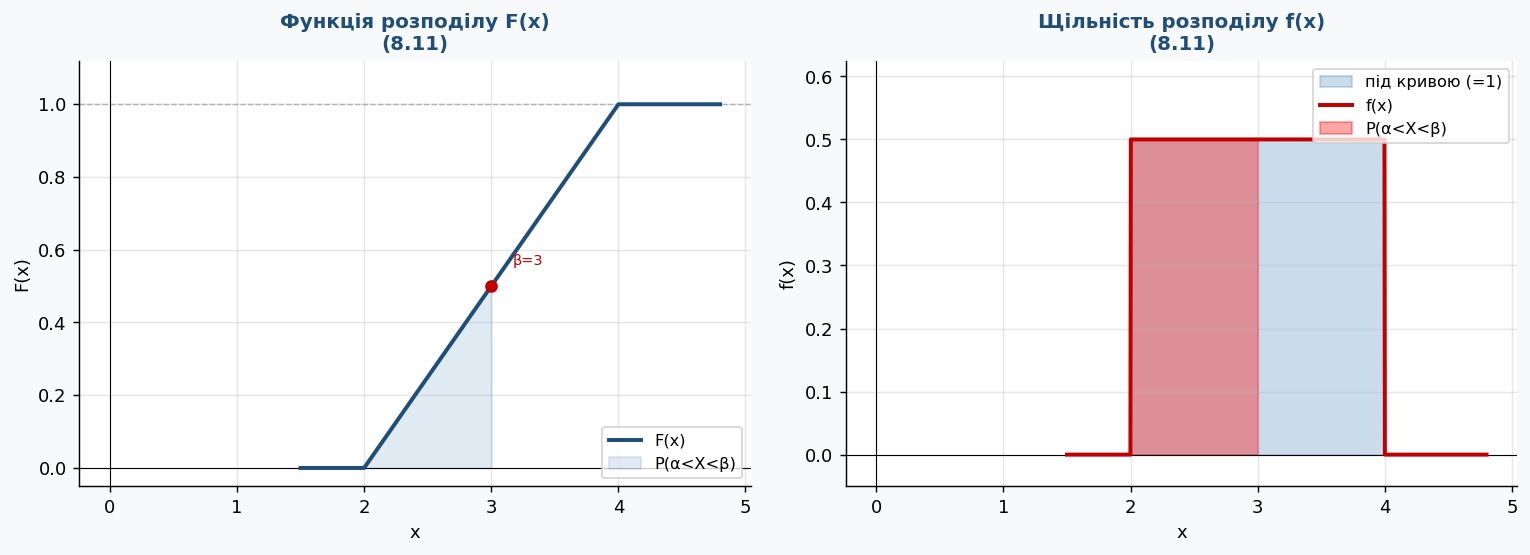 Функція розподілу F(x)
(8.11)
F(x)
1.0
0.8
0.6
0.4
0.2
0.0
β=3
F(x)
P(α<X<β)
0
1
2
3
4
5
x
Щільність розподілу f(x)
(8.11)
f(x)
0.6
0.5
0.4
0.3
0.2
0.1
0.0
під кривою (=1)
f(x)
P(α<X<β)
0
1
2
3
4
5
x